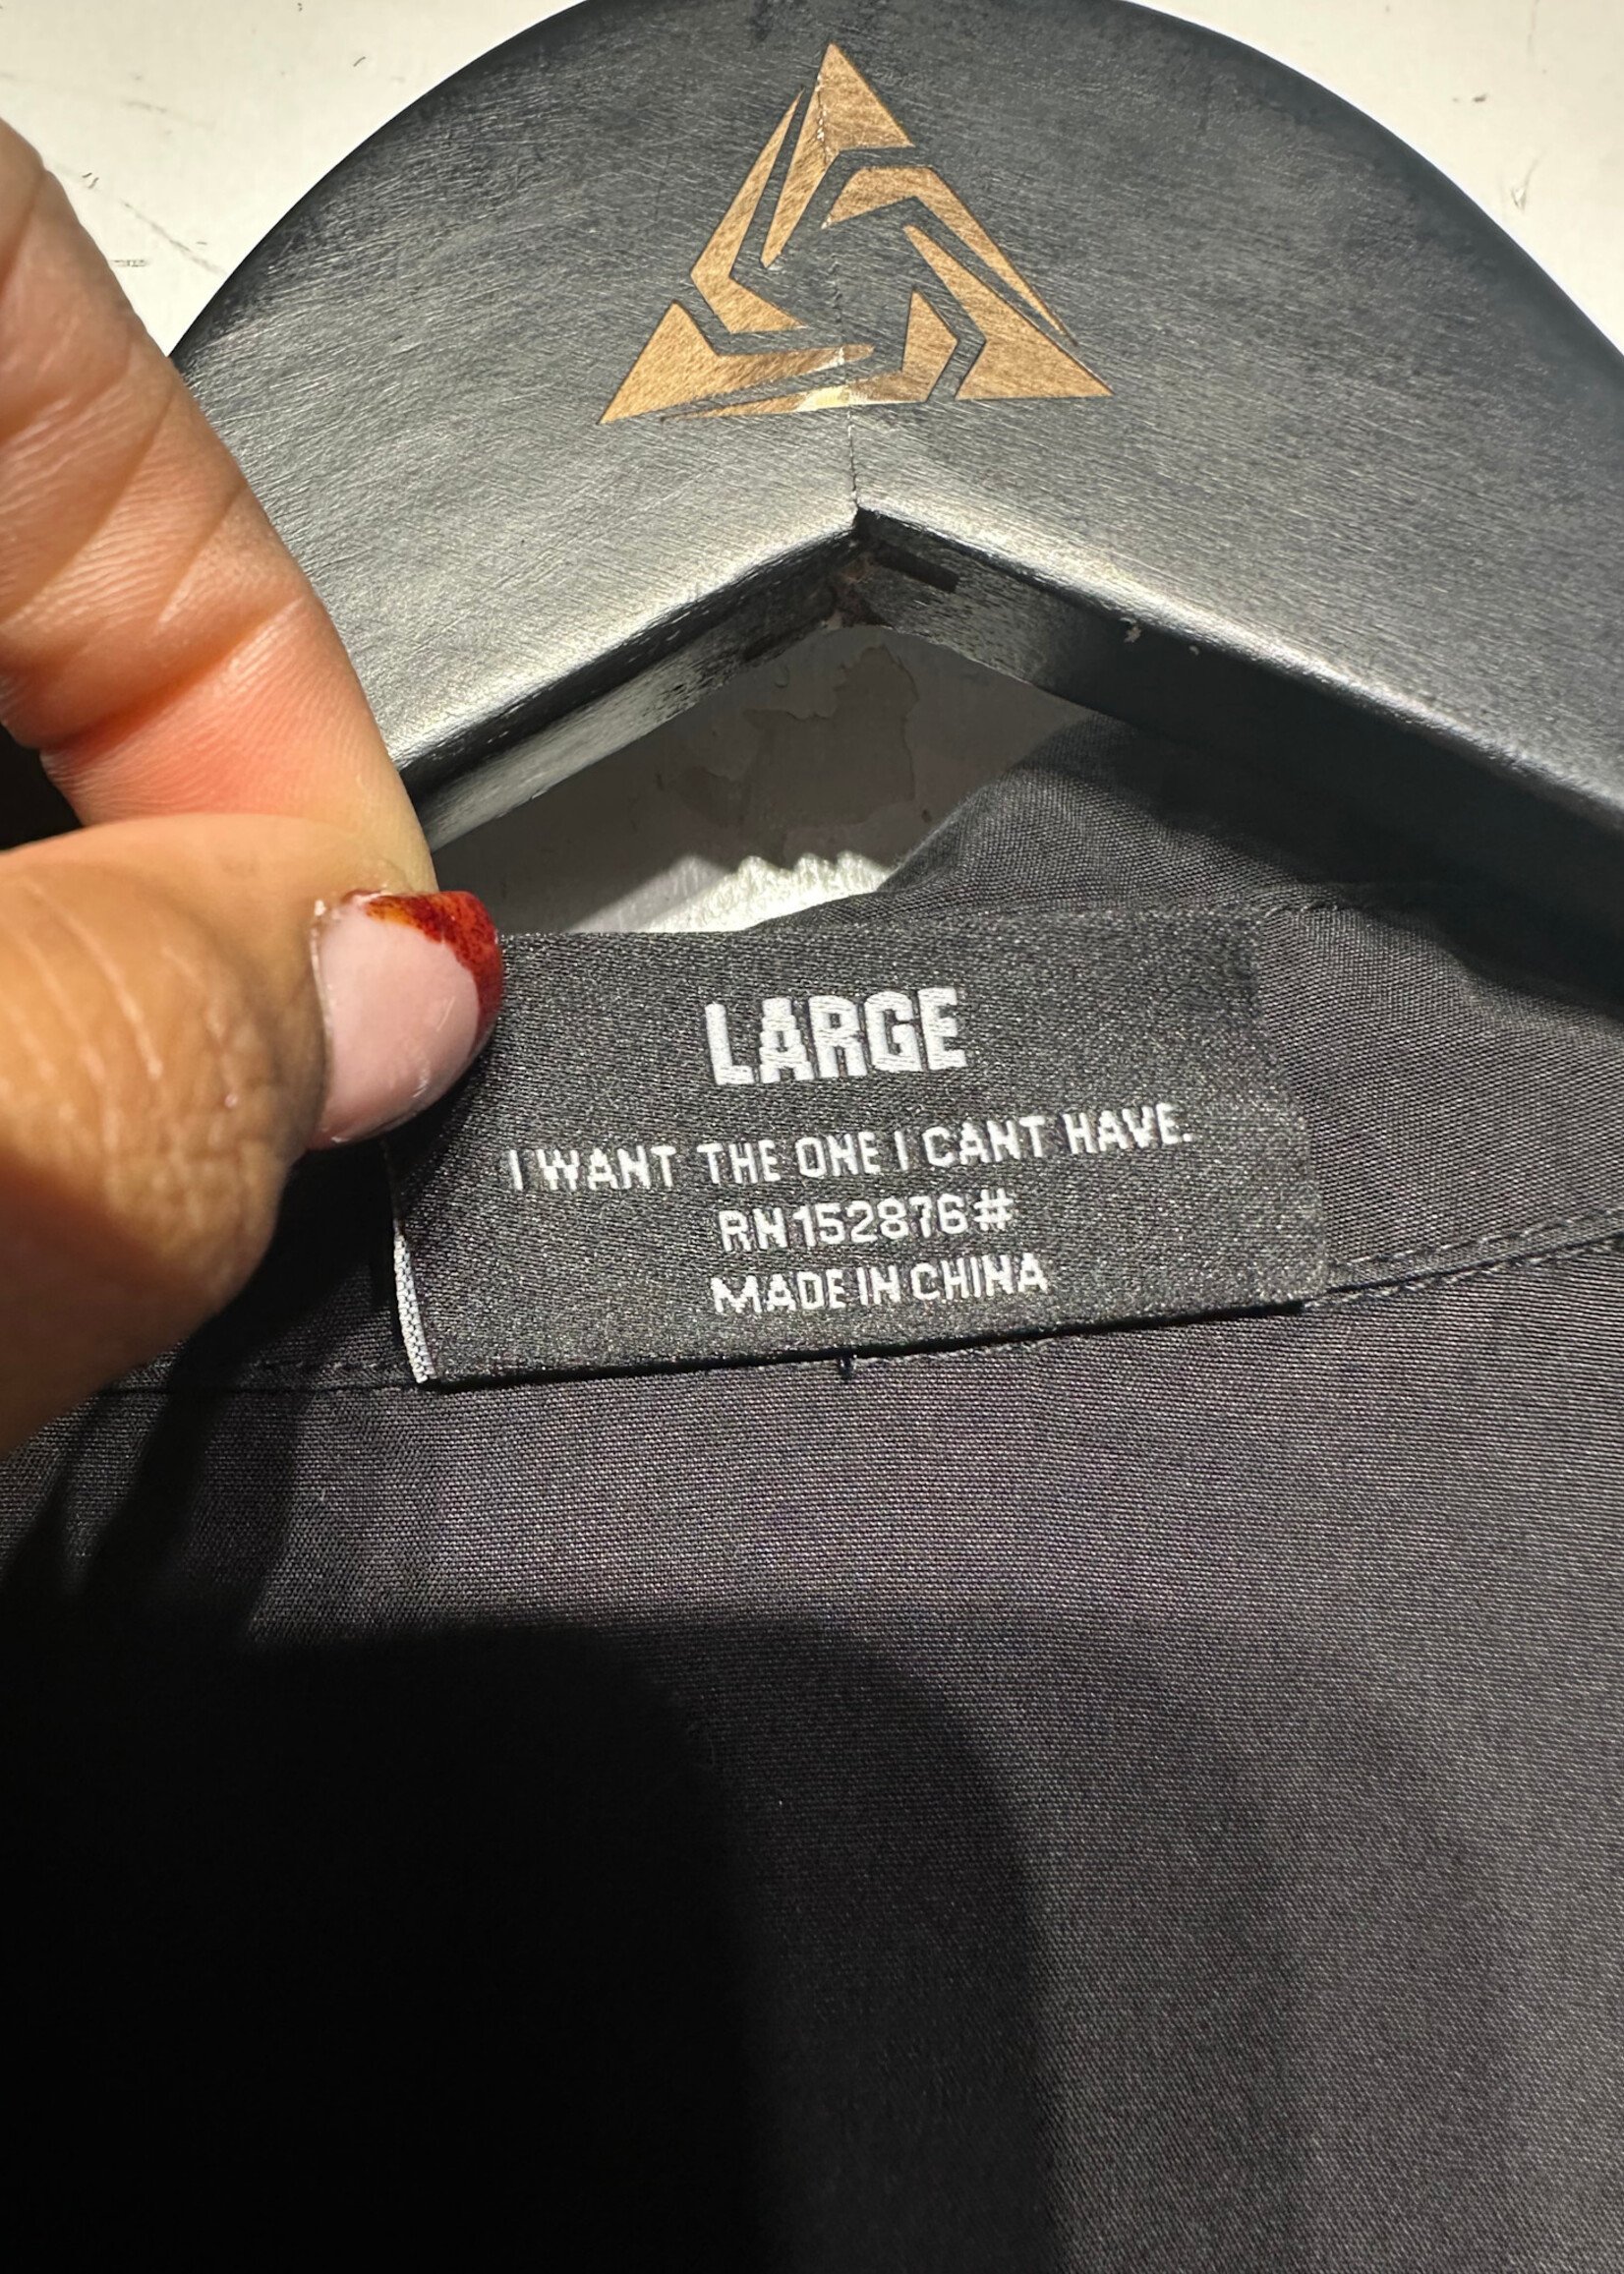 LARGE
I WANT THE ONE I CANT HAVE.
RN152876#
MADE IN CHINA